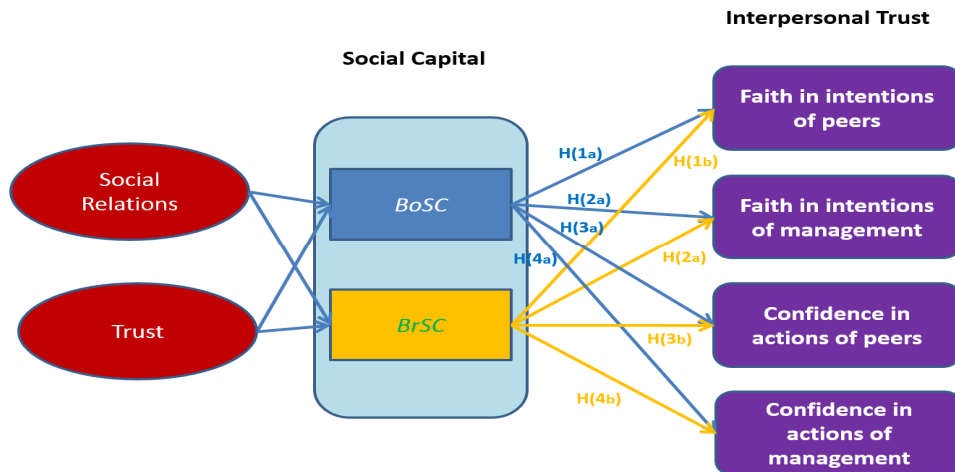 Interpersonal Trust
Social Capital
Faith in intentions
of peers
H(1a)
H(1b)
Social
Relations
BoSC
H(2a)
Faith in intentions
of management
H(3a)
H(4a)
H(2a)
Trust
BrSC
Confidence in
actions of peers
H(3b)
H(4b)
Confidence in
actions of
management